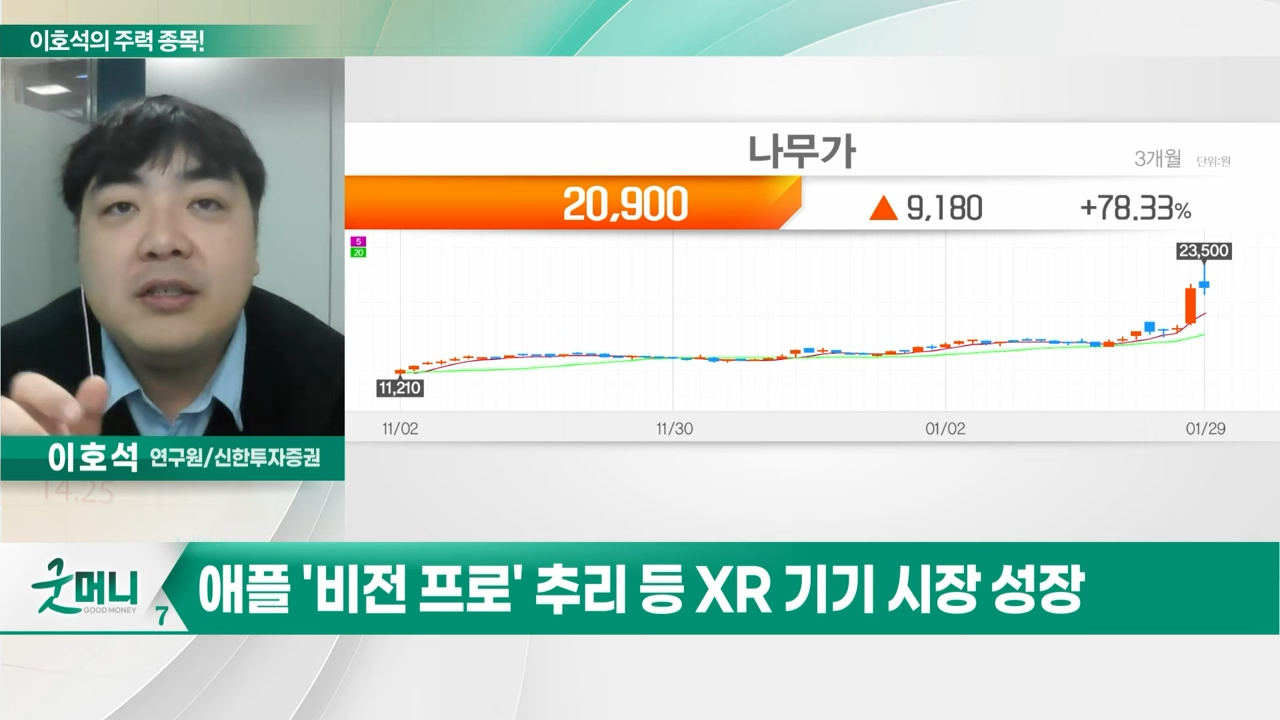 이호석의 주력 종목!
나무가
3개월 단위:원
20,900 ▲ 9,180 +78.33%
5
20
23,500
11,210
11/02 11/30 01/02 01/29
이호석 연구원/신한투자증권
14.25
굿머니
GOOD MONEY
7
애플 '비전 프로' 추리 등 XR 기기 시장 성장